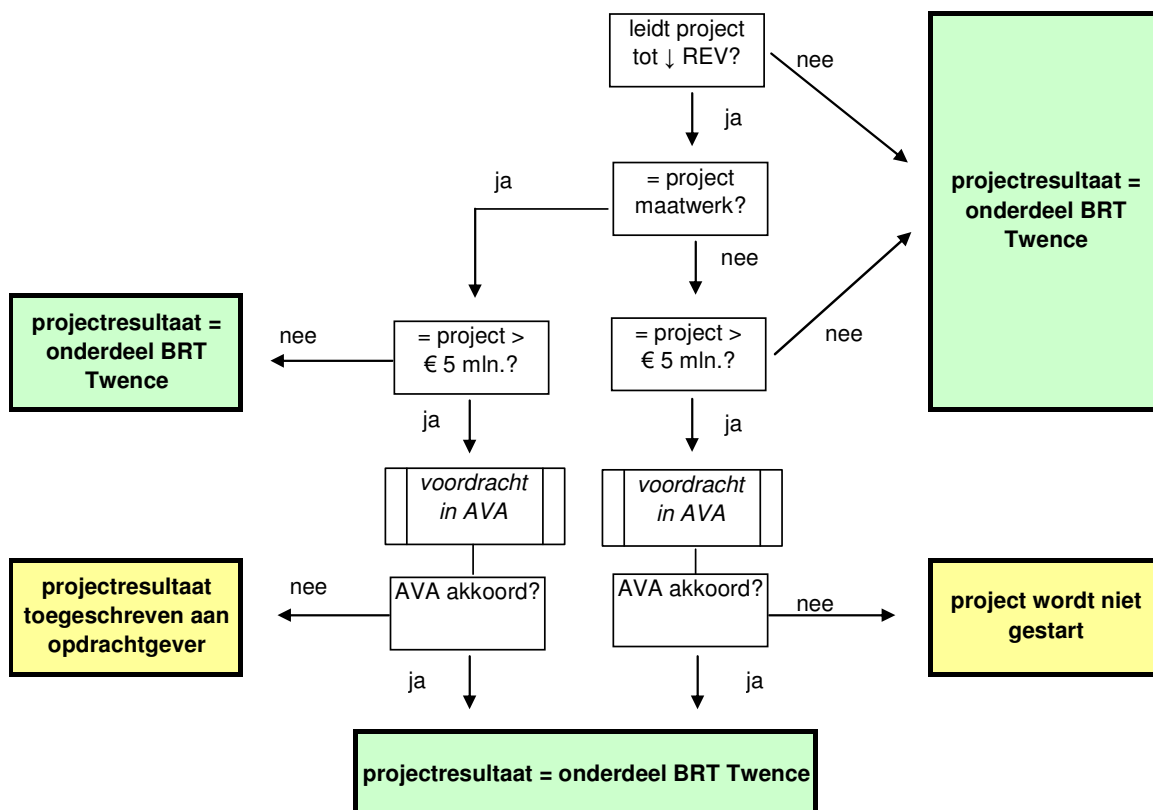 leidt project
tot ↓ REV?
nee
ja
projectresultaat =
onderdeel BRT
Twence
ja
= project
maatwerk?
nee
projectresultaat =
onderdeel BRT
Twence
nee
= project >
€ 5 mln.?
= project >
€ 5 mln.?
nee
ja
ja
voordracht
in AVA
voordracht
in AVA
projectresultaat
toegeschreven aan
opdrachtgever
nee
AVA akkoord?
AVA akkoord?
nee
project wordt niet
gestart
ja
ja
projectresultaat = onderdeel BRT Twence